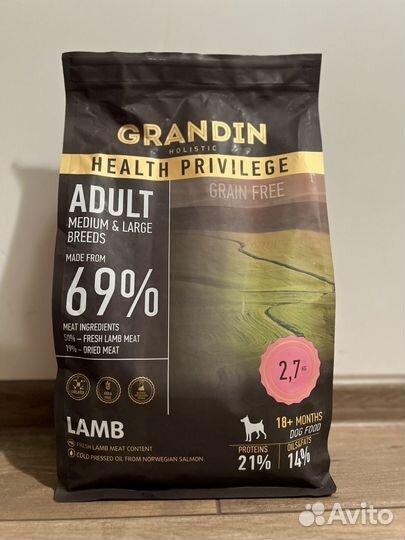 GRANDIN
HOLISTIC
HEALTH PRIVILEGE
GRAIN FREE
ADULT
MEDIUM & LARGE
BREEDS
MADE FROM
69%
MEAT INGREDIENTS
50% – FRESH LAMB MEAT
19% – DRIED MEAT
2,7 KG
LAMB
FRESH LAMB MEAT CONTENT
COLD PRESSED OIL FROM NORWEGIAN SALMON
18+ MONTHS
DOG FOOD
PROTEINS
21%
OILS&FATS
14%
Avito